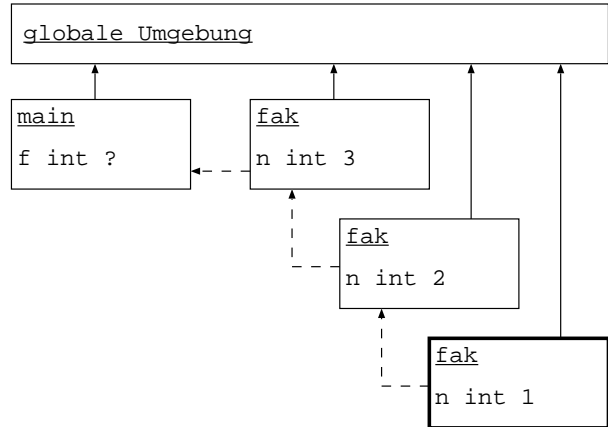 globale Umgebung
main
f int ?
fak
n int 3
fak
n int 2
fak
n int 1